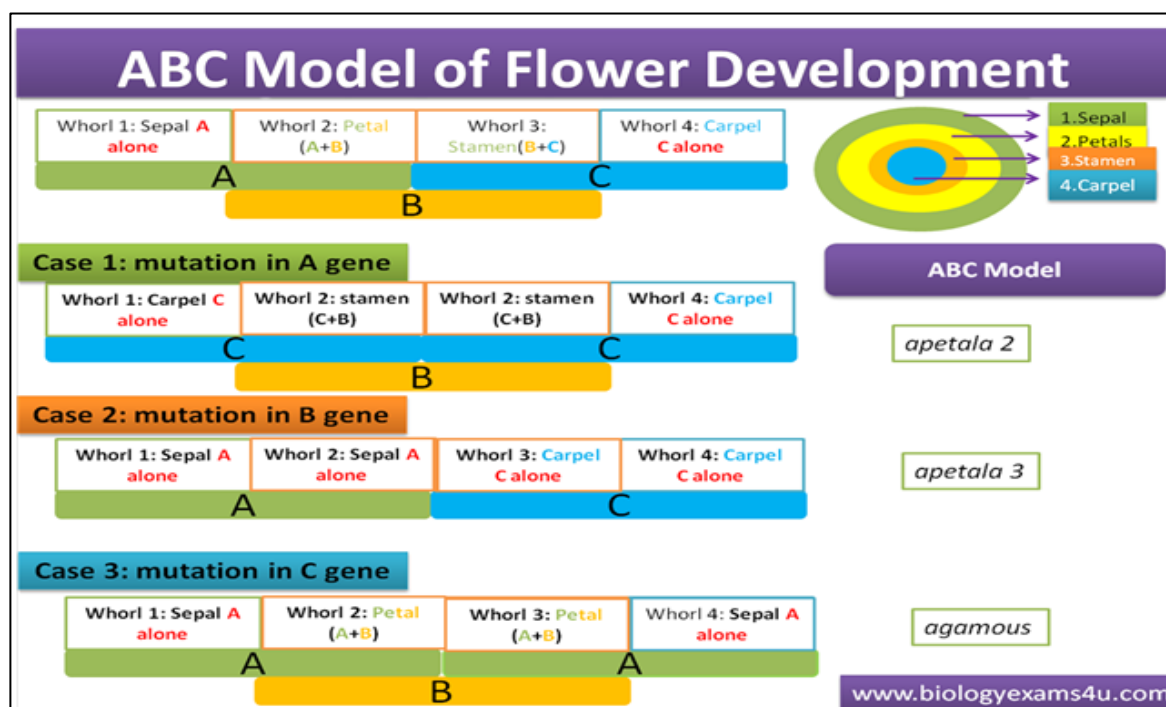 ABC Model of Flower Development
Whorl 1: Sepal A
alone
Whorl 2: Petal
(A+B)
Whorl 3:
Stamen(B+C)
Whorl 4: Carpel
C alone
A
C
B
1.Sepal
2.Petals
3.Stamen
4.Carpel
Case 1: mutation in A gene
ABC Model
Whorl 1: Carpel C
alone
Whorl 2: stamen
(C+B)
Whorl 2: stamen
(C+B)
Whorl 4: Carpel
C alone
C
C
B
apetala 2
Case 2: mutation in B gene
Whorl 1: Sepal A
alone
Whorl 2: Sepal A
alone
Whorl 3: Carpel
C alone
Whorl 4: Carpel
C alone
A
C
apetala 3
Case 3: mutation in C gene
Whorl 1: Sepal A
alone
Whorl 2: Petal
(A+B)
Whorl 3: Petal
(A+B)
Whorl 4: Sepal A
alone
A
A
B
agamous
www.biologyexams4u.com